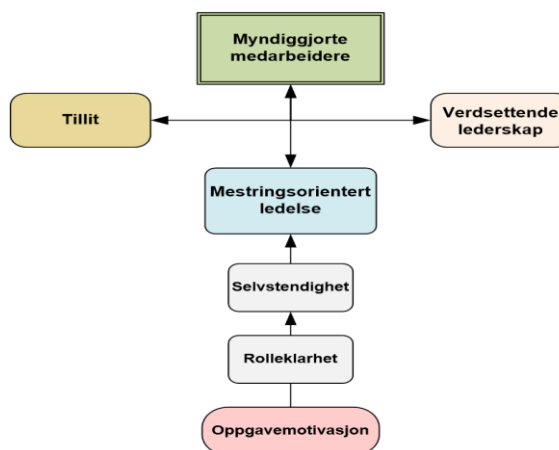 Myndiggjorte
medarbeidere
Tillit
Verdsettende
lederskap
Mestringsorientert
ledelse
Selvstendighet
Rolleklarhet
Oppgavemotivasjon